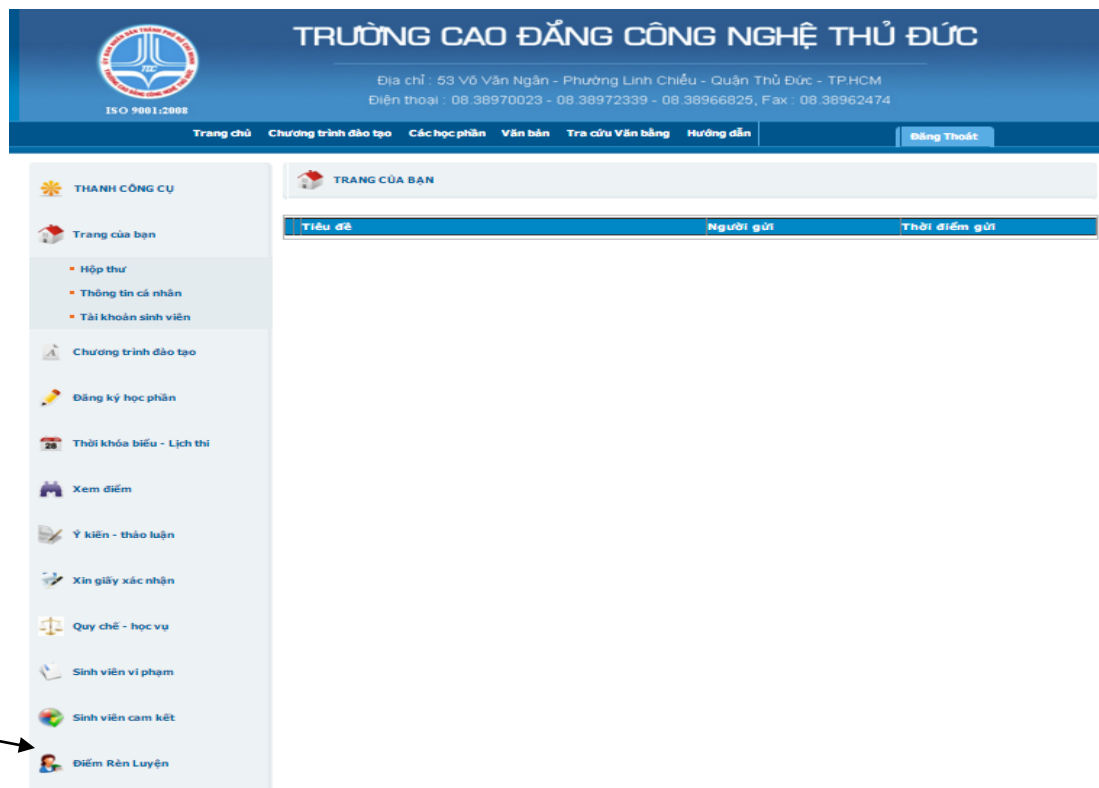 TRƯỜNG CAO ĐẲNG CÔNG NGHỆ THỦ ĐỨC
Địa chỉ : 53 Võ Văn Ngân - Phường Linh Chiểu - Quận Thủ Đức - TP.HCM
Điện thoại : 08.38970023 - 08.38972339 - 08.38966825, Fax : 08.38962474
TDC
ISO 9001:2008
Trang chủ Chương trình đào tạo Các học phần Văn bản Tra cứu Văn bằng Hướng dẫn Đăng Thoát
THANH CÔNG CỤ
TRANG CỦA BẠN
Tiêu đề Người gửi Thời điểm gửi
Trang của bạn
Hộp thư
Thông tin cá nhân
Tài khoản sinh viên
Chương trình đào tạo
Đăng ký học phần
28
Thời khóa biểu - Lịch thi
Xem điểm
Ý kiến - thảo luận
Xin giấy xác nhận
Quy chế - học vụ
Sinh viên vi phạm
Sinh viên cam kết
Điểm Rèn Luyện